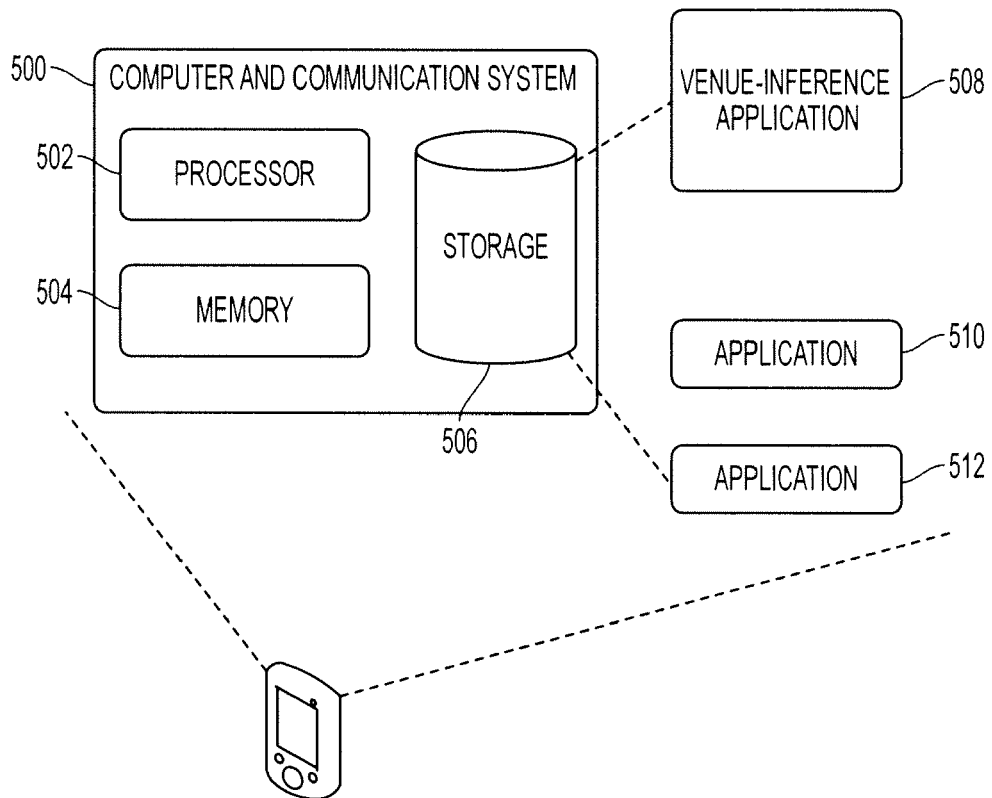 500
COMPUTER AND COMMUNICATION SYSTEM
502
PROCESSOR
504
MEMORY
STORAGE
506
VENUE-INFERENCE
APPLICATION
508
APPLICATION
510
APPLICATION
512